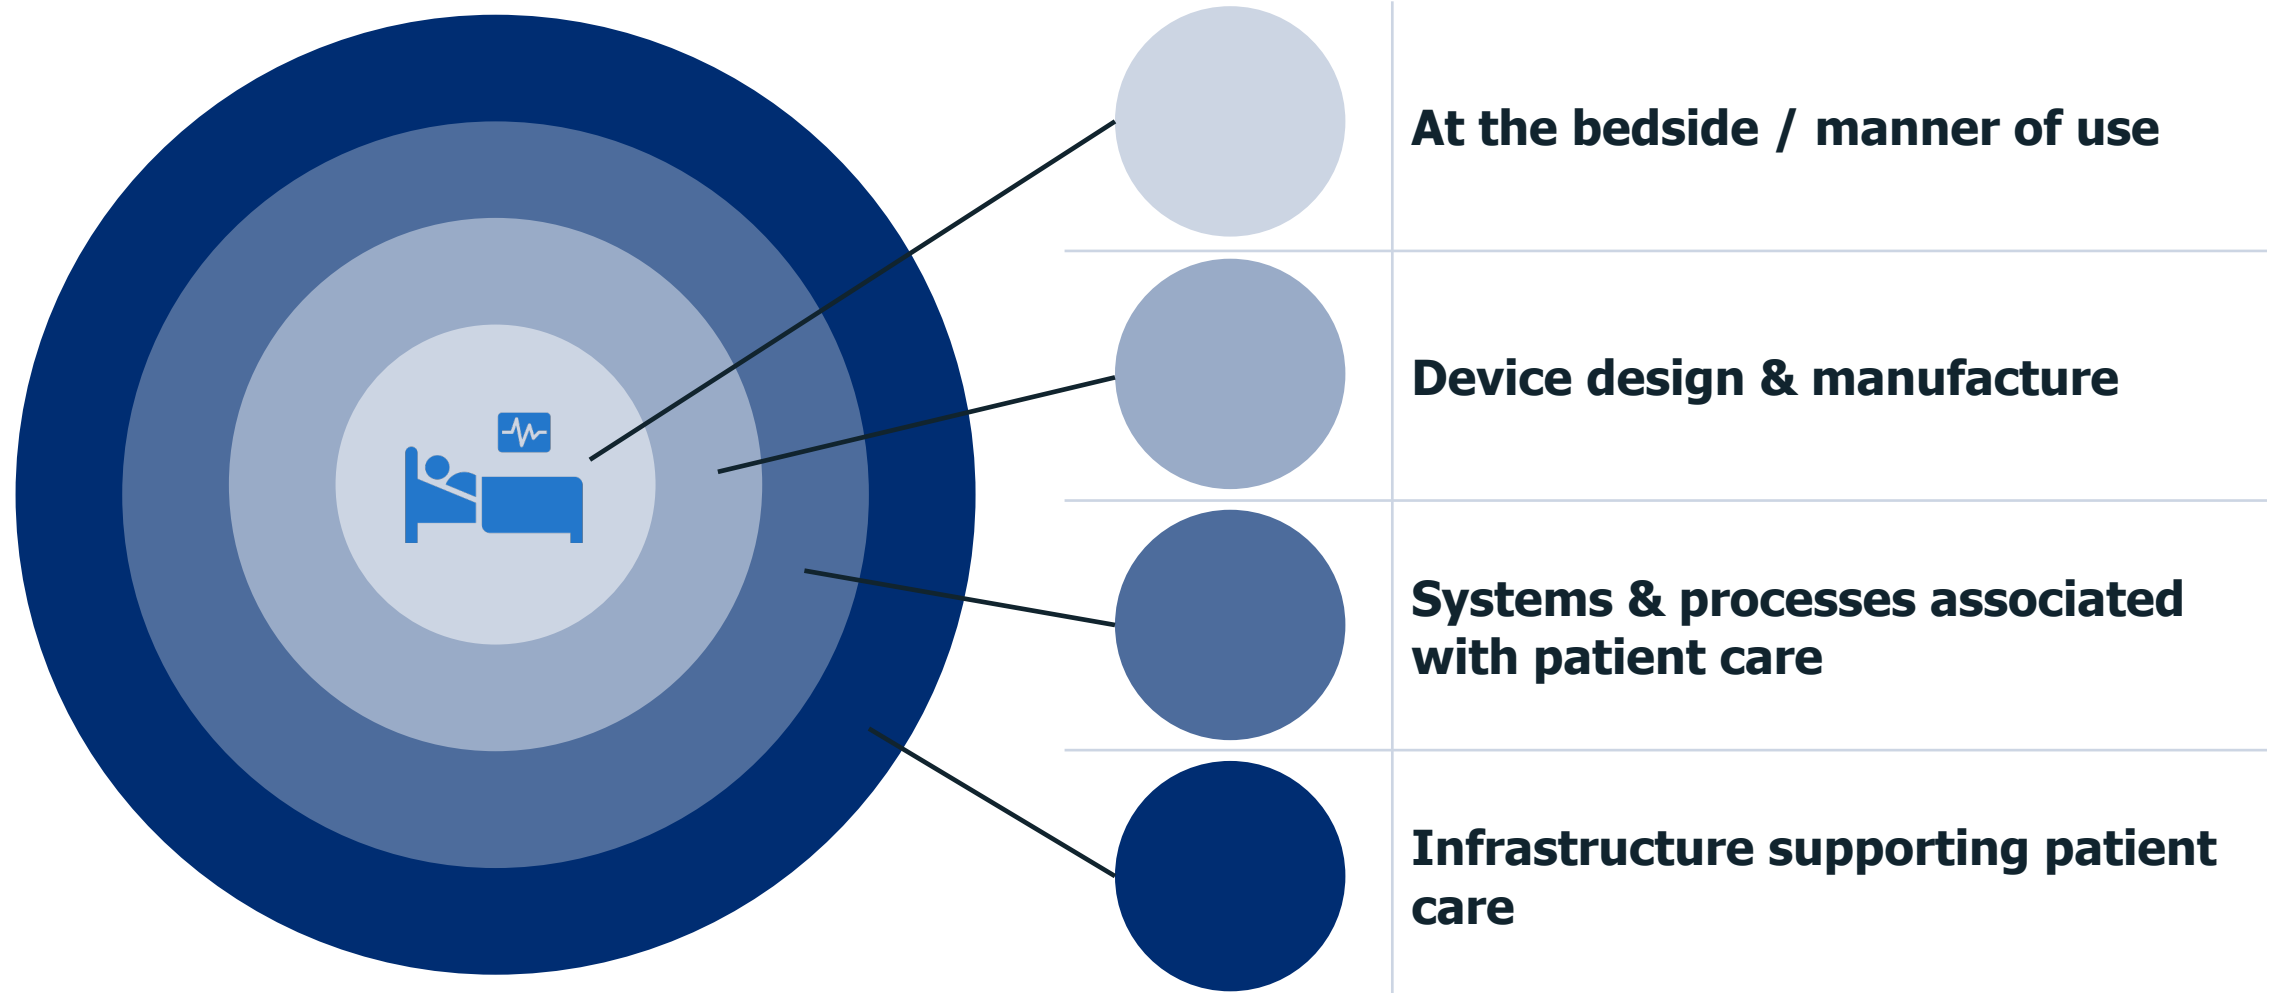 At the bedside / manner of use
Device design & manufacture
Systems & processes associated
with patient care
Infrastructure supporting patient
care